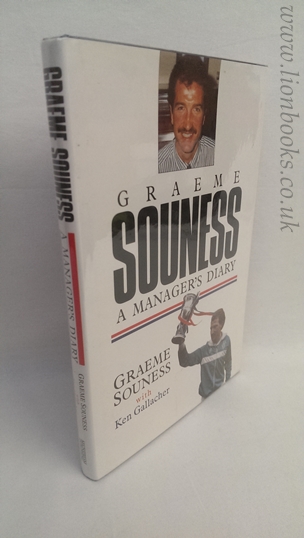 GRAEME SOUNESS A MANAGER'S DIARY GRAEME SOUNESS
GRAEME
SOUNESS
A MANAGER'S DIARY
GRAEME
SOUNESS
with
Ken Gallacher
www.lionbooks.co.uk